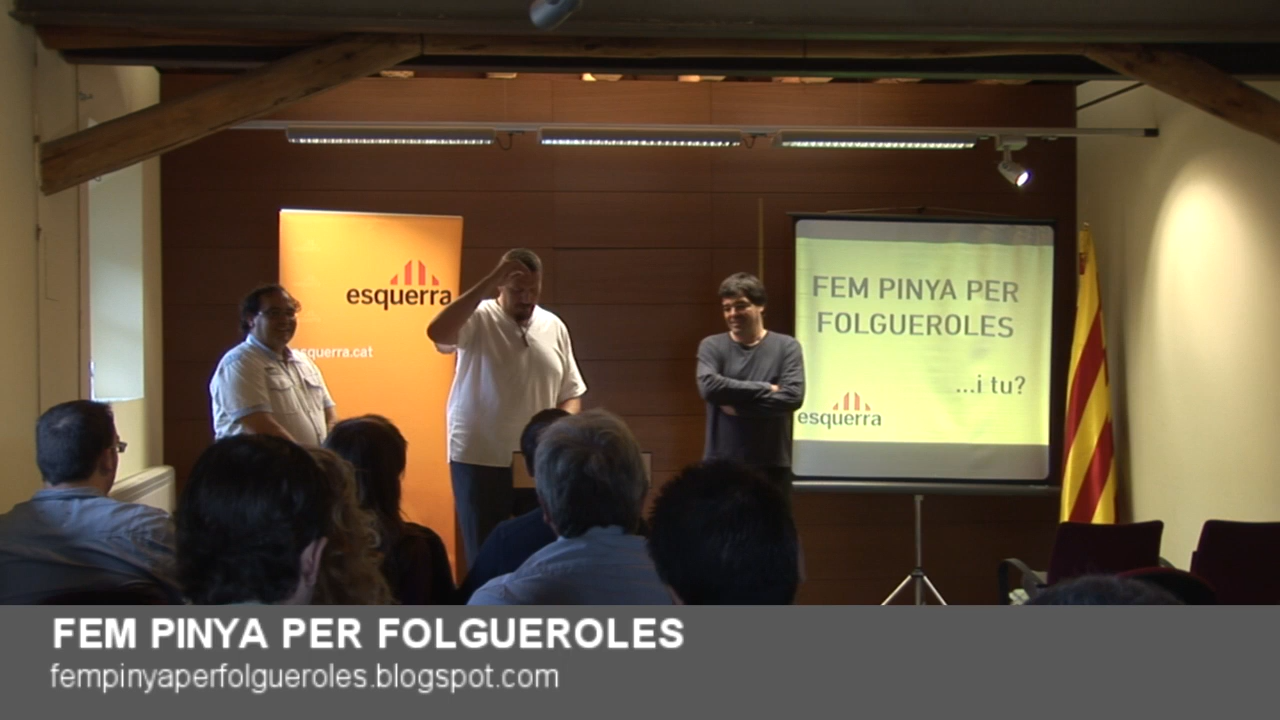 esquerra
esquerra.cat
FEM PINYA PER
FOLGUEROLES
...i tu?
esquerra
FEM PINYA PER FOLGUEROLES
fempinyaperfolgueroles.blogspot.com